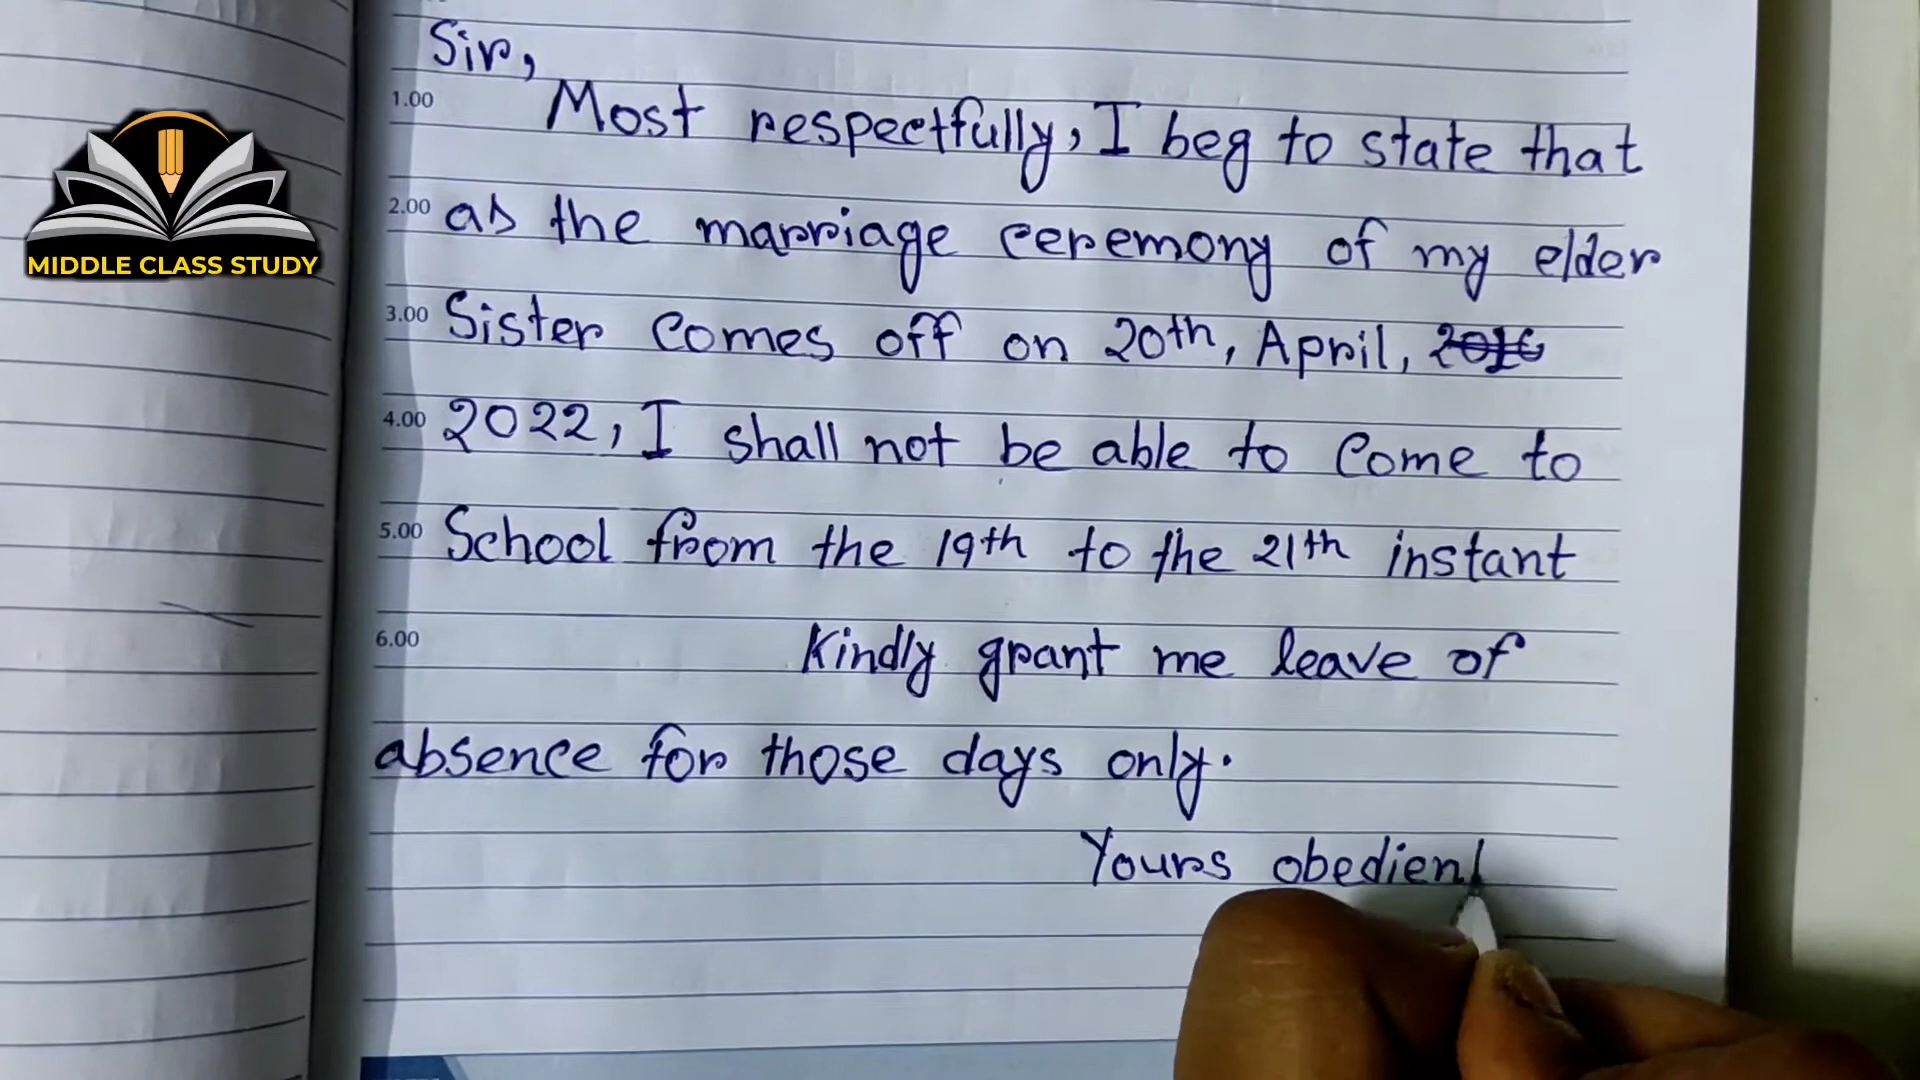 Sir,
1.00 Most respectfully, I beg to state that
2.00 as the marriage ceremony of my elder
3.00 Sister comes off on 20th, April, 2016
4.00 2022, I shall not be able to come to
5.00 School from the 19th to the 21th instant
6.00 Kindly grant me leave of
absence for those days only.
Yours obedient
MIDDLE CLASS STUDY